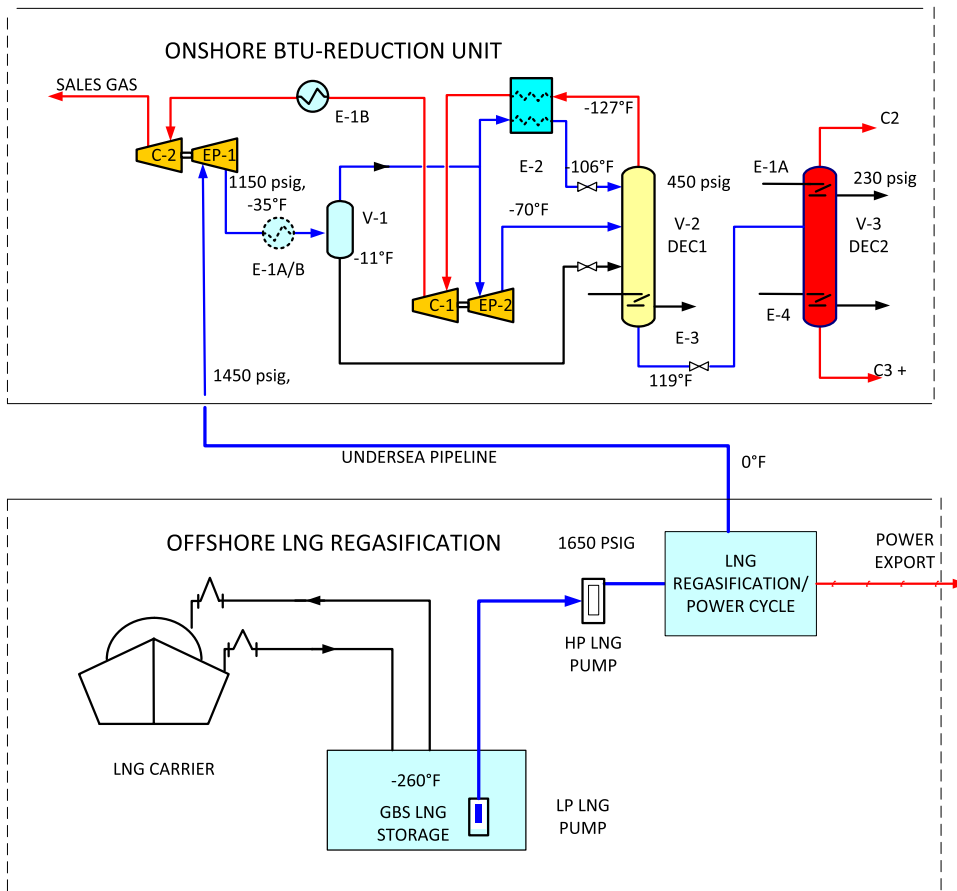 ONSHORE BTU-REDUCTION UNIT
SALES GAS
E-1B
-127°F
C2
C-2
EP-1
E-2
-106°F
450 psig
E-1A
230 psig
1150 psig,
-35°F
V-1
-70°F
V-2
DEC1
V-3
DEC2
E-1A/B
-11°F
C-1
EP-2
E-4
E-3
1450 psig,
119°F
C3 +
UNDERSEA PIPELINE
0°F
OFFSHORE LNG REGASIFICATION
1650 PSIG
LNG
REGASIFICATION/
POWER CYCLE
POWER
EXPORT
HP LNG
PUMP
LNG CARRIER
-260°F
GBS LNG
STORAGE
LP LNG
PUMP